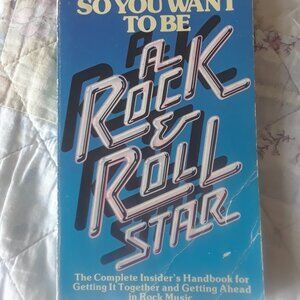 SO YOU WANT
TO BE
A
ROCK
&
ROLL
STAR
The Complete Insider's Handbook for
Getting It Together and Getting Ahead
in Rock Music